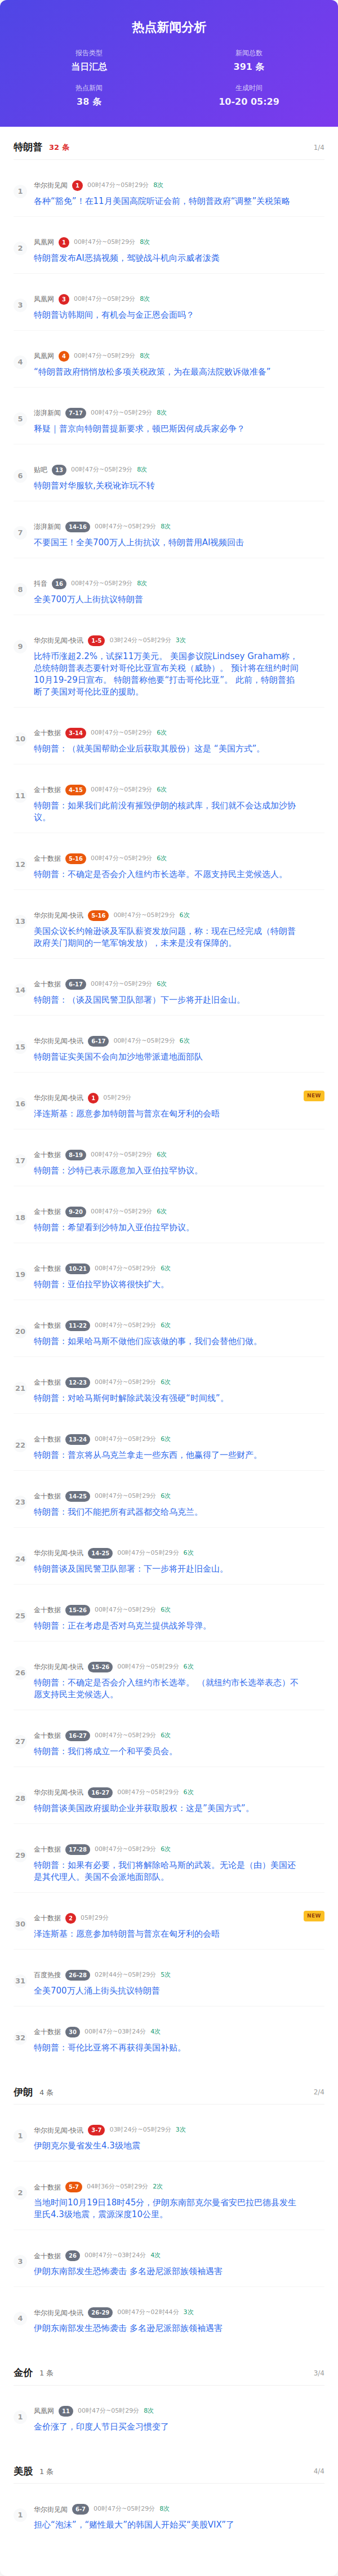 热点新闻分析
报告类型
新闻总数
当日汇总
391 条
热点新闻
生成时间
38 条
10-20 05:29
特朗普 32 条 1/4
1
华尔街见闻 1 00时47分~05时29分 8次
各种“豁免”！在11月美国高院听证会前，特朗普政府“调整”关税策略
2
凤凰网 1 00时47分~05时29分 8次
特朗普发布AI恶搞视频，驾驶战斗机向示威者泼粪
3
凤凰网 3 00时47分~05时29分 8次
特朗普访韩期间，有机会与金正恩会面吗？
4
凤凰网 4 00时47分~05时29分 8次
“特朗普政府悄悄放松多项关税政策，为在最高法院败诉做准备”
5
澎湃新闻 7-17 00时47分~05时29分 8次
释疑｜普京向特朗普提新要求，顿巴斯因何成兵家必争？
6
贴吧 13 00时47分~05时29分 8次
特朗普对华服软,关税讹诈玩不转
7
澎湃新闻 14-16 00时47分~05时29分 8次
不要国王！全美700万人上街抗议，特朗普用AI视频回击
8
抖音 16 00时47分~05时29分 8次
全美700万人上街抗议特朗普
9
华尔街见闻-快讯 1-5 03时24分~05时29分 3次
比特币涨超2.2%，试探11万美元。 美国参议院Lindsey Graham称，
总统特朗普表态要针对哥伦比亚宣布关税（威胁）。 预计将在纽约时间
10月19-29日宣布。 特朗普称他要“打击哥伦比亚”。 此前，特朗普掐
断了美国对哥伦比亚的援助。
10
金十数据 3-14 00时47分~05时29分 6次
特朗普：（就美国帮助企业后获取其股份）这是 “美国方式”。
11
金十数据 4-15 00时47分~05时29分 6次
特朗普：如果我们此前没有摧毁伊朗的核武库，我们就不会达成加沙协
议。
12
金十数据 5-16 00时47分~05时29分 6次
特朗普：不确定是否会介入纽约市长选举。不愿支持民主党候选人。
13
华尔街见闻-快讯 5-16 00时47分~05时29分 6次
美国众议长约翰逊谈及军队薪资发放问题，称：现在已经完成（特朗普
政府关门期间的一笔军饷发放），未来是没有保障的。
14
金十数据 6-17 00时47分~05时29分 6次
特朗普：（谈及国民警卫队部署）下一步将开赴旧金山。
15
华尔街见闻-快讯 6-17 00时47分~05时29分 6次
特朗普证实美国不会向加沙地带派遣地面部队
16
华尔街见闻-快讯 1 05时29分 NEW
泽连斯基：愿意参加特朗普与普京在匈牙利的会晤
17
金十数据 8-19 00时47分~05时29分 6次
特朗普：沙特已表示愿意加入亚伯拉罕协议。
18
金十数据 9-20 00时47分~05时29分 6次
特朗普：希望看到沙特加入亚伯拉罕协议。
19
金十数据 10-21 00时47分~05时29分 6次
特朗普：亚伯拉罕协议将很快扩大。
20
金十数据 11-22 00时47分~05时29分 6次
特朗普：如果哈马斯不做他们应该做的事，我们会替他们做。
21
金十数据 12-23 00时47分~05时29分 6次
特朗普：对哈马斯何时解除武装没有强硬“时间线”。
22
金十数据 13-24 00时47分~05时29分 6次
特朗普：普京将从乌克兰拿走一些东西，他赢得了一些财产。
23
金十数据 14-25 00时47分~05时29分 6次
特朗普：我们不能把所有武器都交给乌克兰。
24
华尔街见闻-快讯 14-25 00时47分~05时29分 6次
特朗普谈及国民警卫队部署：下一步将开赴旧金山。
25
金十数据 15-26 00时47分~05时29分 6次
特朗普：正在考虑是否对乌克兰提供战斧导弹。
26
华尔街见闻-快讯 15-26 00时47分~05时29分 6次
特朗普：不确定是否会介入纽约市长选举。 （就纽约市长选举表态）不
愿支持民主党候选人。
27
金十数据 16-27 00时47分~05时29分 6次
特朗普：我们将成立一个和平委员会。
28
华尔街见闻-快讯 16-27 00时47分~05时29分 6次
特朗普谈美国政府援助企业并获取股权：这是“美国方式”。
29
金十数据 17-28 00时47分~05时29分 6次
特朗普：如果有必要，我们将解除哈马斯的武装。无论是（由）美国还
是其代理人。美国不会派地面部队。
30
金十数据 2 05时29分 NEW
泽连斯基：愿意参加特朗普与普京在匈牙利的会晤
31
百度热搜 26-28 02时44分~05时29分 5次
全美700万人涌上街头抗议特朗普
32
金十数据 30 00时47分~03时24分 4次
特朗普：哥伦比亚将不再获得美国补贴。
伊朗 4 条 2/4
1
华尔街见闻-快讯 3-7 03时24分~05时29分 3次
伊朗克尔曼省发生4.3级地震
2
金十数据 5-7 04时36分~05时29分 2次
当地时间10月19日18时45分，伊朗东南部克尔曼省安巴拉巴德县发生
里氏4.3级地震，震源深度10公里。
3
金十数据 26 00时47分~03时24分 4次
伊朗东南部发生恐怖袭击 多名逊尼派部族领袖遇害
4
华尔街见闻-快讯 26-29 00时47分~02时44分 3次
伊朗东南部发生恐怖袭击 多名逊尼派部族领袖遇害
金价 1 条 3/4
1
凤凰网 11 00时47分~05时29分 8次
金价涨了，印度人节日买金习惯变了
美股 1 条 4/4
1
华尔街见闻 6-7 00时47分~05时29分 8次
担心“泡沫”，“赌性最大”的韩国人开始买“美股VIX”了